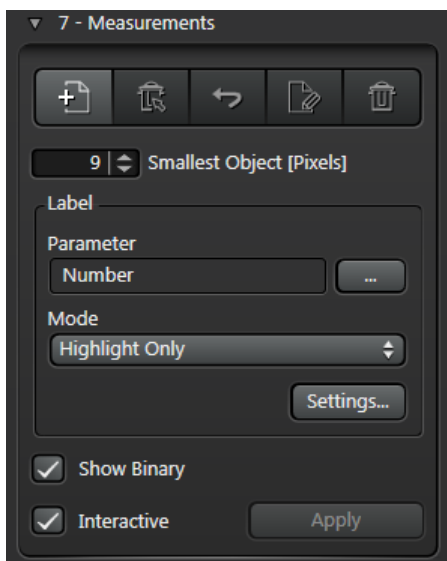 7 - Measurements
9 Smallest Object [Pixels]
Label
Parameter
Number ...
Mode
Highlight Only
Settings...
Show Binary
Interactive Apply